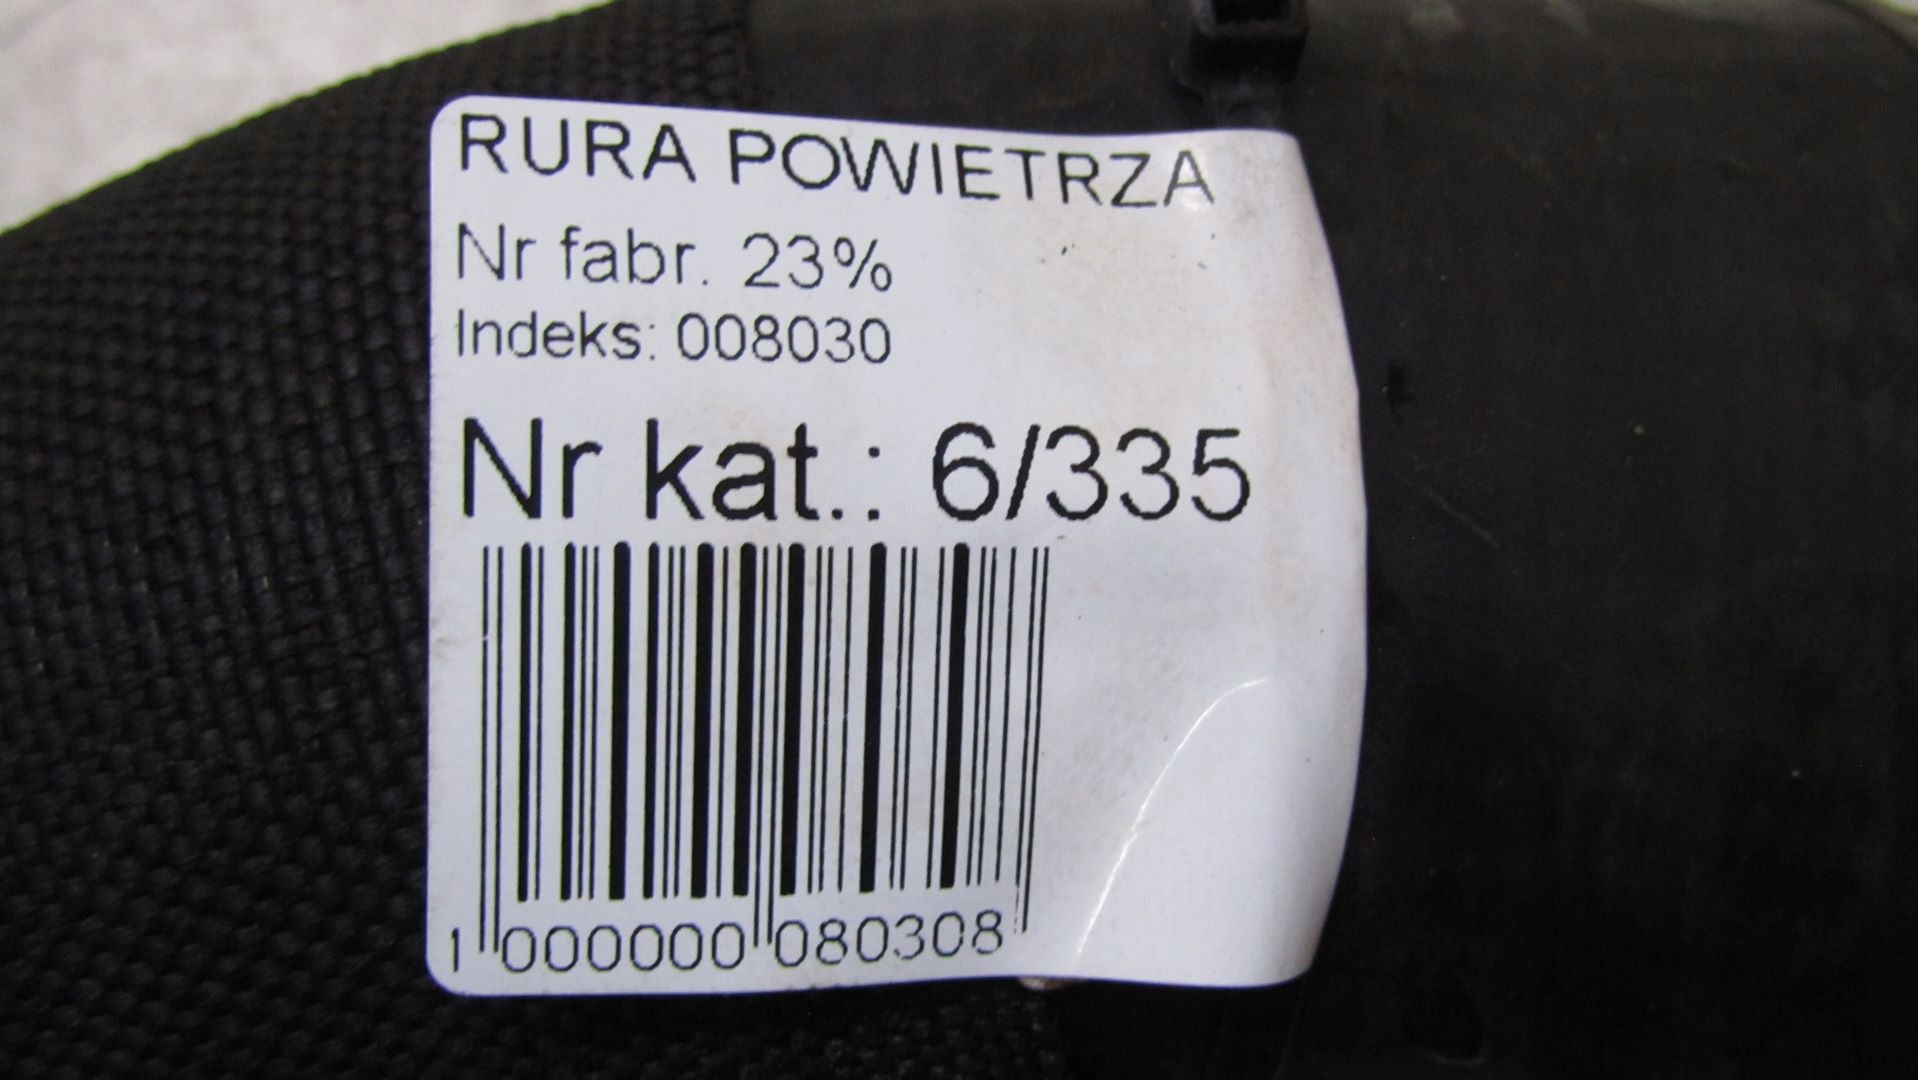 RURA POWIETRZA
Nr fabr. 23%
Indeks: 008030
Nr kat.: 6/335
1 000000 080308